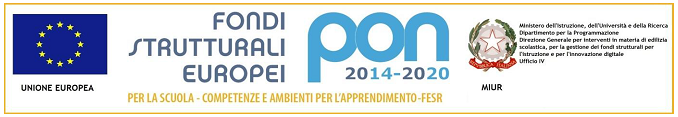 UNIONE EUROPEA
FONDI
STRUTTURALI
EUROPEI
pon
2014-2020
PER LA SCUOLA - COMPETENZE E AMBIENTI PER L'APPRENDIMENTO-FESR
MIUR
Ministero dell'Istruzione, dell'Università e della Ricerca
Dipartimento per la Programmazione
Direzione Generale per interventi in materia di edilizia
scolastica, per la gestione dei fondi strutturali per
l'istruzione e per l'innovazione digitale
Ufficio IV